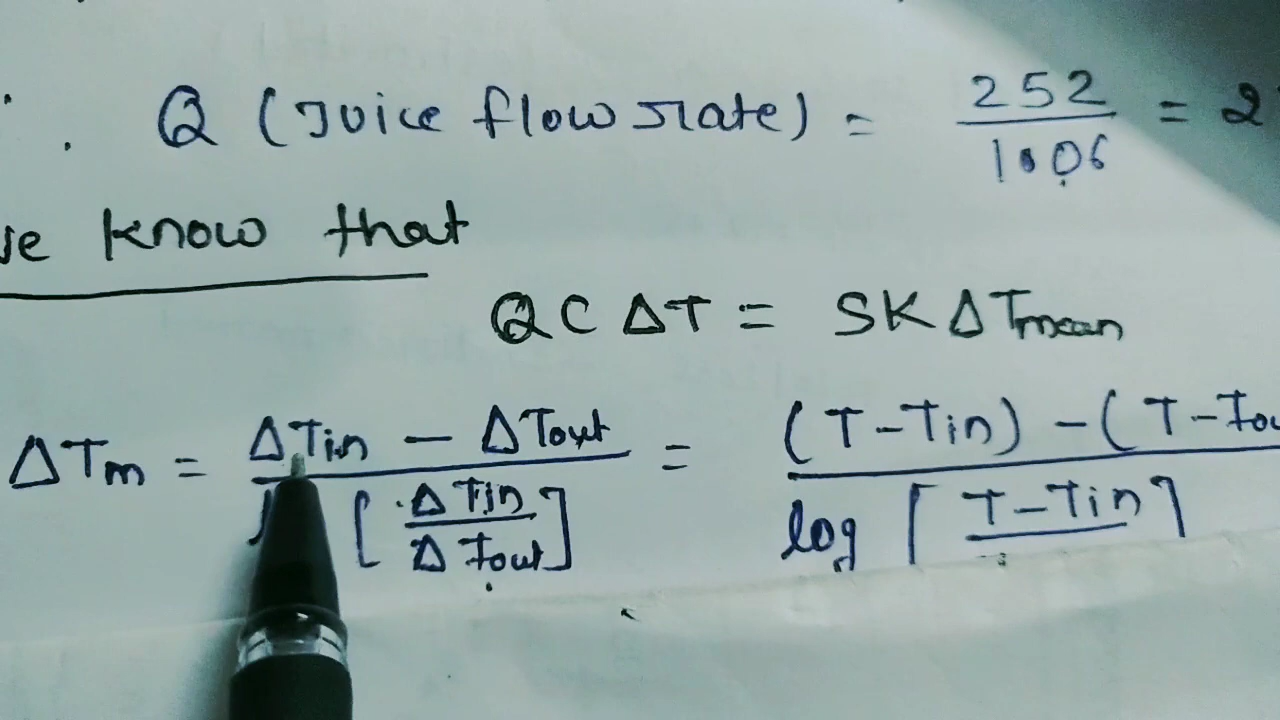 Q (Juice flow rate) = 252 / 1.06 = 2
we know that
QCΔT = SKΔTmean
ΔTm = ΔTin - ΔTout / [ΔTin / ΔTout] = (T-Tin) - (T-Tou / log [T-Tin]